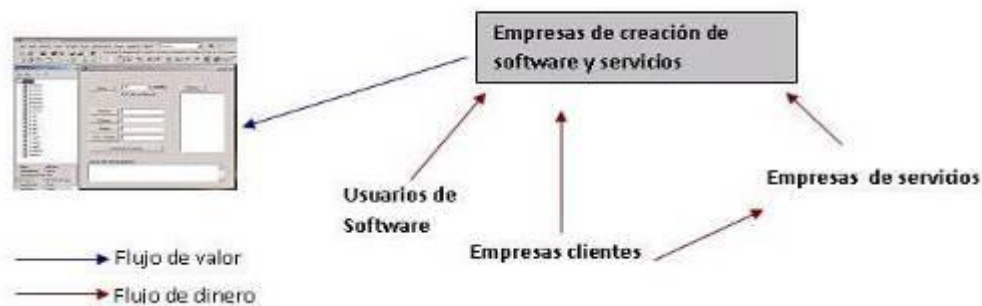 Empresas de creación de
software y servicios
Usuarios de
Software
Empresas clientes
Empresas de servicios
Flujo de valor
Flujo de dinero